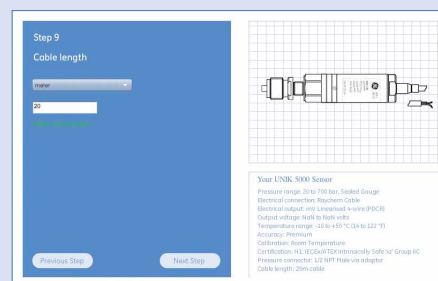 Step 9
Cable length
meter
20
Previous Step
Next Step
Your UNIK 5000 Sensor
Pressure range: 20 to 700 bar, Sealed Gauge
Electrical connection: Raychem Cable
Electrical output: mV Linearised 4-wire (PDCR)
Output voltage: NaN to NaN volts
Temperature range: -10 to +50 °C (14 to 122 °F)
Accuracy: Premium
Calibration: Room Temperature
Certification: H1; IECEx/ATEX Intrinsically Safe 'ia' Group IIC
Pressure connector: 1/2 NPT Male via adaptor
Cable length: 20m cable